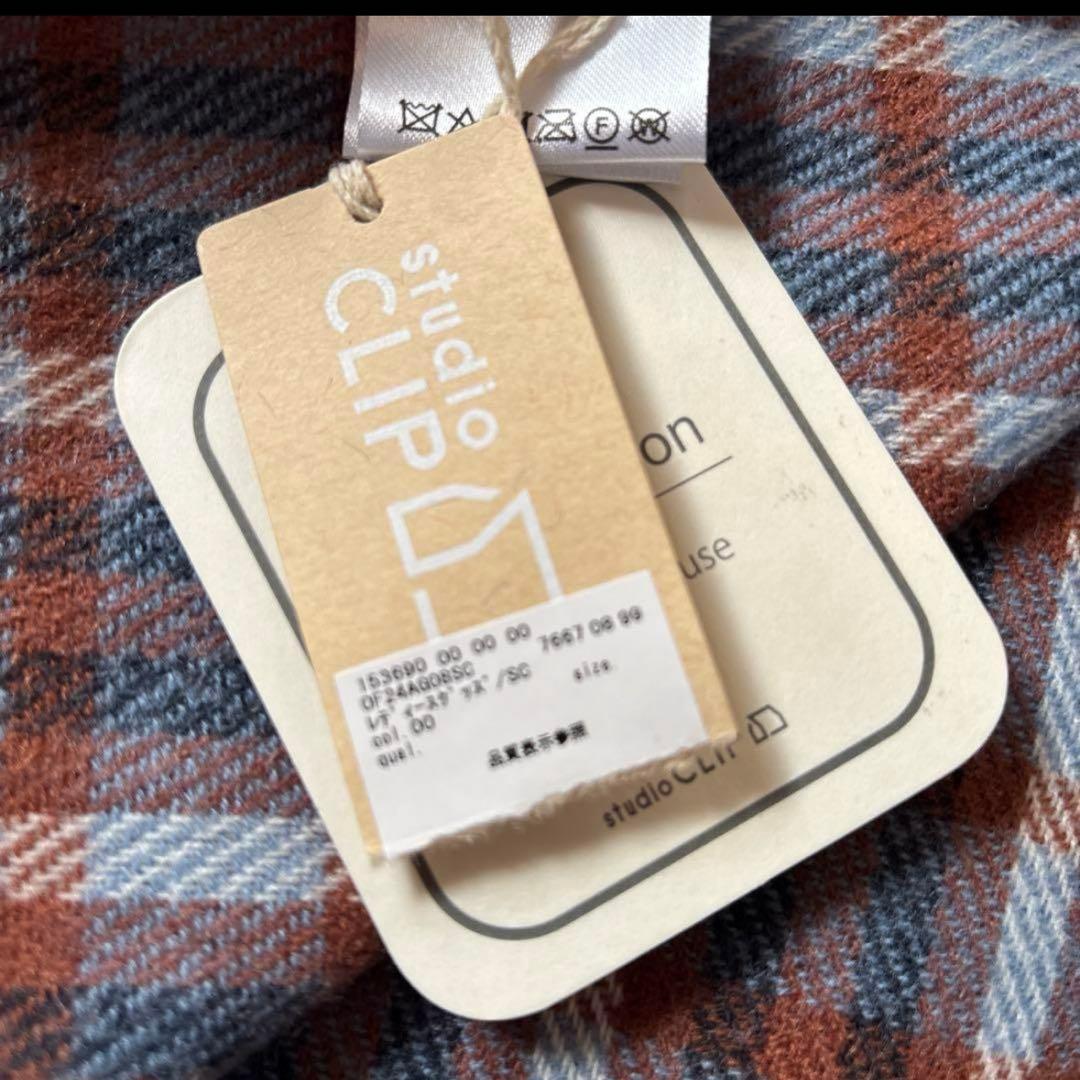 F
W
studio
CLIP
on
use
153690 00 00 00 7667 08 99
OF24AG08SC
ﾚﾃﾞｨｰｽｸﾞｯｽﾞ/SC size.
col.00
qual.
品質表示参照
studio CLIP